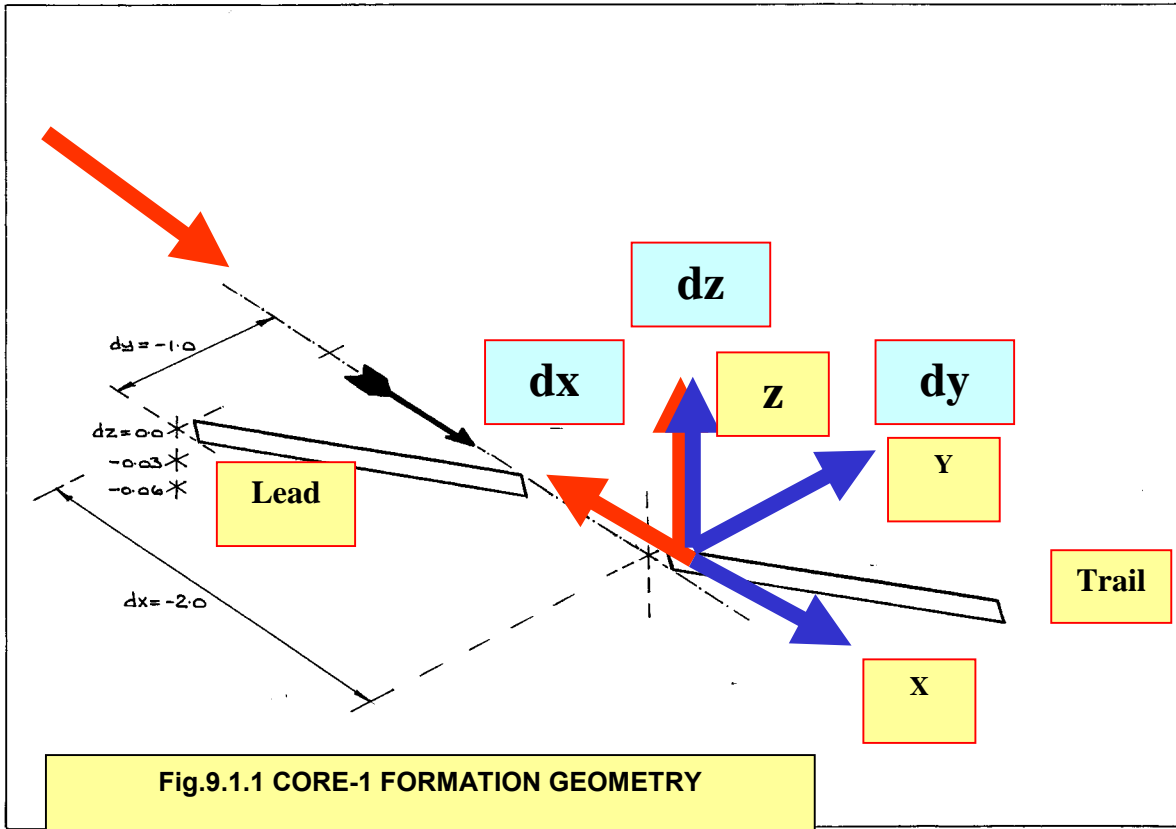 dz
dy=-1.0
dx
z
dy
dz=0.0
-0.03
-0.06
Lead
Y
Trail
dx=-2.0
X
Fig.9.1.1 CORE-1 FORMATION GEOMETRY